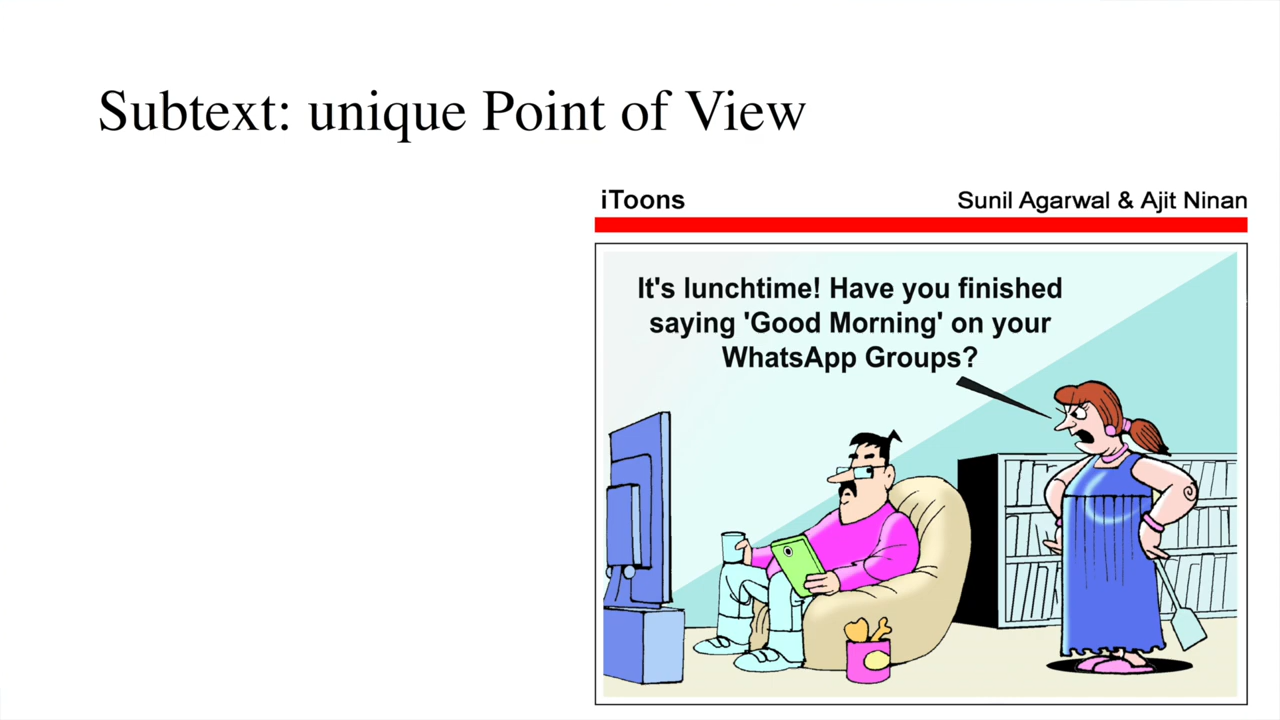 Subtext: unique Point of View
iToons
Sunil Agarwal & Ajit Ninan
It's lunchtime! Have you finished
saying 'Good Morning' on your
WhatsApp Groups?